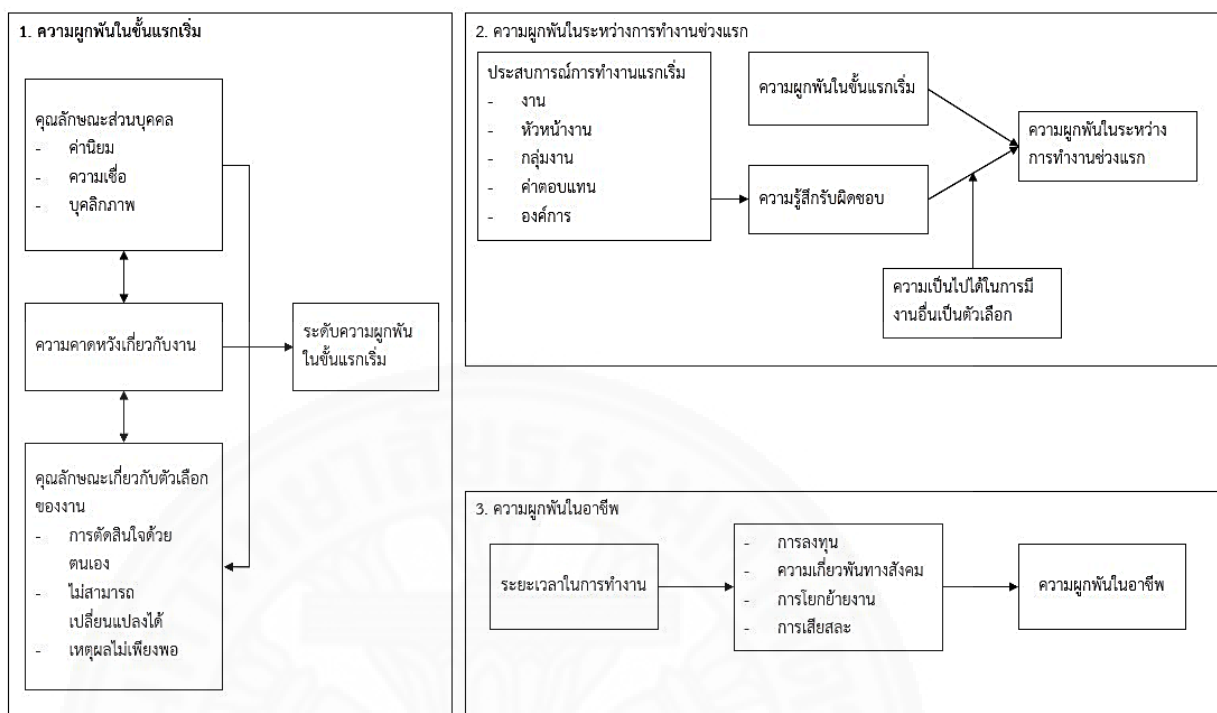 1. ความผูกพันในขั้นแรกเริ่ม
คุณลักษณะส่วนบุคคล
- ค่านิยม
- ความเชื่อ
- บุคลิกภาพ
ความคาดหวังเกี่ยวกับงาน
ระดับความผูกพัน
ในขั้นแรกเริ่ม
คุณลักษณะเกี่ยวกับตัวเลือก
ของงาน
- การตัดสินใจด้วย
ตนเอง
- ไม่สามารถ
เปลี่ยนแปลงได้
- เหตุผลไม่เพียงพอ
2. ความผูกพันในระหว่างการทำงานช่วงแรก
ประสบการณ์การทำงานแรกเริ่ม
- งาน
- หัวหน้างาน
- กลุ่มงาน
- ค่าตอบแทน
- องค์การ
ความผูกพันในขั้นแรกเริ่ม
ความรู้สึกรับผิดชอบ
ความผูกพันในระหว่าง
การทำงานช่วงแรก
ความเป็นไปได้ในการมี
งานอื่นเป็นตัวเลือก
3. ความผูกพันในอาชีพ
ระยะเวลาในการทำงาน
- การลงทุน
- ความเกี่ยวพันทางสังคม
- การโยกย้ายงาน
- การเสียสละ
ความผูกพันในอาชีพ